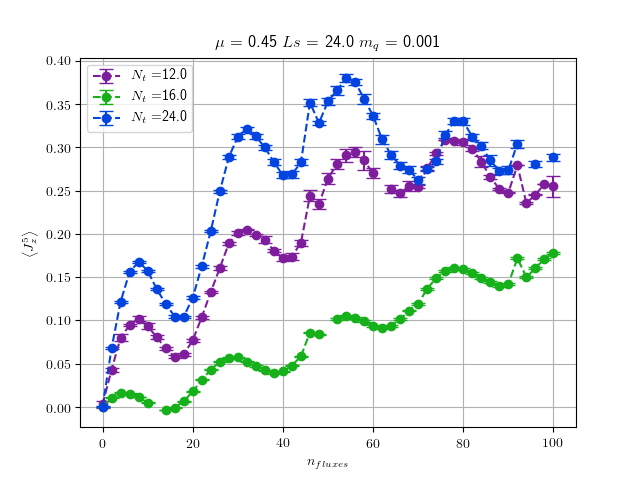 μ = 0.45 Ls = 24.0 m_q = 0.001
N_t =12.0
N_t =16.0
N_t =24.0
⟨J_z^5⟩
0.40
0.35
0.30
0.25
0.20
0.15
0.10
0.05
0.00
0 20 40 60 80 100
n_fluxes